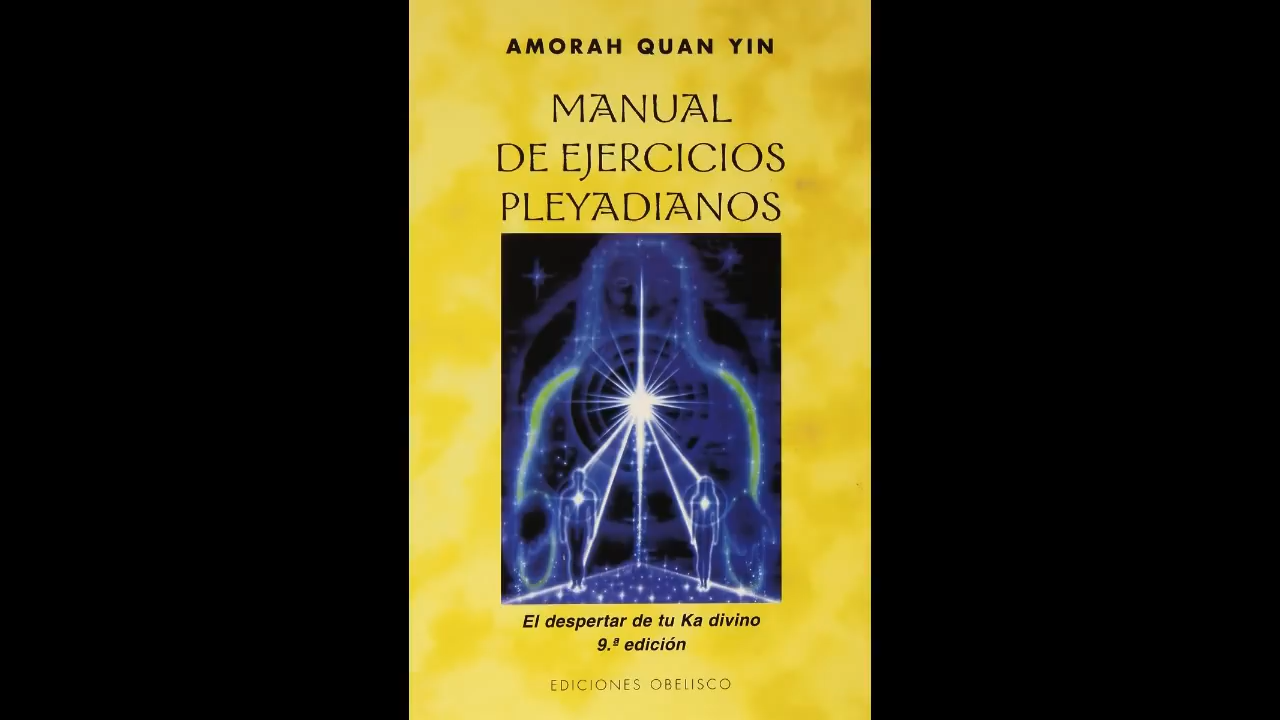 AMORAH QUAN YIN
MANUAL
DE EJERCICIOS
PLEYADIANOS
El despertar de tu Ka divino
9.ª edición
EDICIONES OBELISCO